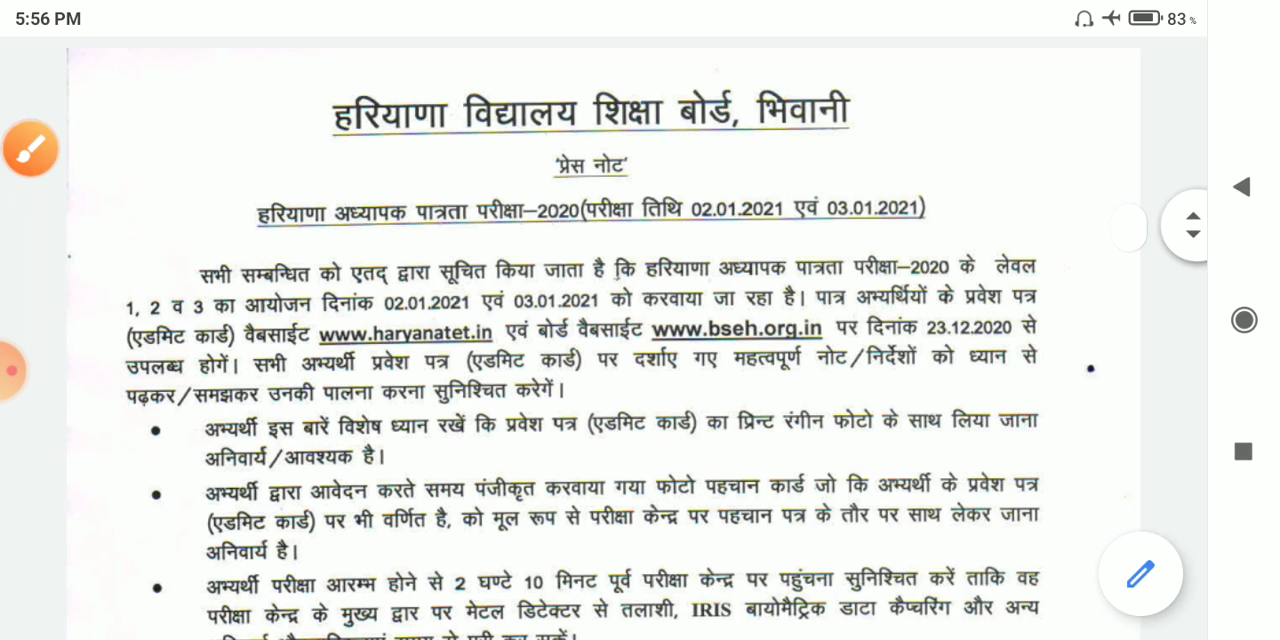 5:56 PM
83 %
हरियाणा विद्यालय शिक्षा बोर्ड, भिवानी
'प्रेस नोट'
हरियाणा अध्यापक पात्रता परीक्षा–2020(परीक्षा तिथि 02.01.2021 एवं 03.01.2021)
सभी सम्बन्धित को एतद् द्वारा सूचित किया जाता है कि हरियाणा अध्यापक पात्रता परीक्षा–2020 के लेवल
1, 2 व 3 का आयोजन दिनांक 02.01.2021 एवं 03.01.2021 को करवाया जा रहा है। पात्र अभ्यर्थियों के प्रवेश पत्र
(एडमिट कार्ड) वैबसाईट www.haryanatet.in एवं बोर्ड वैबसाईट www.bseh.org.in पर दिनांक 23.12.2020 से
उपलब्ध होगें। सभी अभ्यर्थी प्रवेश पत्र (एडमिट कार्ड) पर दर्शाए गए महत्वपूर्ण नोट/निर्देशों को ध्यान से
पढ़कर/समझकर उनकी पालना करना सुनिश्चित करेगें।
• अभ्यर्थी इस बारें विशेष ध्यान रखें कि प्रवेश पत्र (एडमिट कार्ड) का प्रिन्ट रंगीन फोटो के साथ लिया जाना
अनिवार्य/आवश्यक है।
• अभ्यर्थी द्वारा आवेदन करते समय पंजीकृत करवाया गया फोटो पहचान कार्ड जो कि अभ्यर्थी के प्रवेश पत्र
(एडमिट कार्ड) पर भी वर्णित है, को मूल रूप से परीक्षा केन्द्र पर पहचान पत्र के तौर पर साथ लेकर जाना
अनिवार्य है।
• अभ्यर्थी परीक्षा आरम्भ होने से 2 घण्टे 10 मिनट पूर्व परीक्षा केन्द्र पर पहुंचना सुनिश्चित करें ताकि वह
परीक्षा केन्द्र के मुख्य द्वार पर मेटल डिटेक्टर से तलाशी, IRIS बायोमैट्रिक डाटा कैप्चरिंग और अन्य